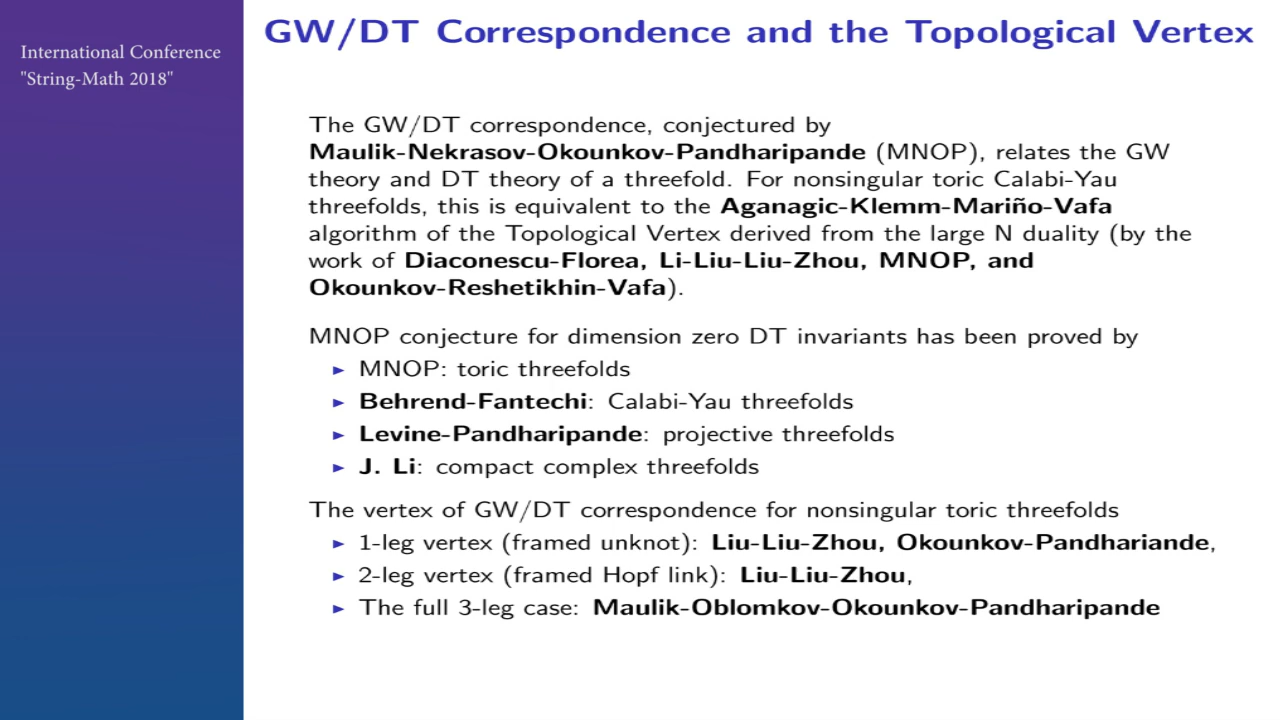 International Conference
"String-Math 2018"
GW/DT Correspondence and the Topological Vertex
The GW/DT correspondence, conjectured by
Maulik-Nekrasov-Okounkov-Pandharipande (MNOP), relates the GW
theory and DT theory of a threefold. For nonsingular toric Calabi-Yau
threefolds, this is equivalent to the Aganagic-Klemm-Mariño-Vafa
algorithm of the Topological Vertex derived from the large N duality (by the
work of Diaconescu-Florea, Li-Liu-Liu-Zhou, MNOP, and
Okounkov-Reshetikhin-Vafa).
MNOP conjecture for dimension zero DT invariants has been proved by
► MNOP: toric threefolds
► Behrend-Fantechi: Calabi-Yau threefolds
► Levine-Pandharipande: projective threefolds
► J. Li: compact complex threefolds
The vertex of GW/DT correspondence for nonsingular toric threefolds
► 1-leg vertex (framed unknot): Liu-Liu-Zhou, Okounkov-Pandhariande,
► 2-leg vertex (framed Hopf link): Liu-Liu-Zhou,
► The full 3-leg case: Maulik-Oblomkov-Okounkov-Pandharipande